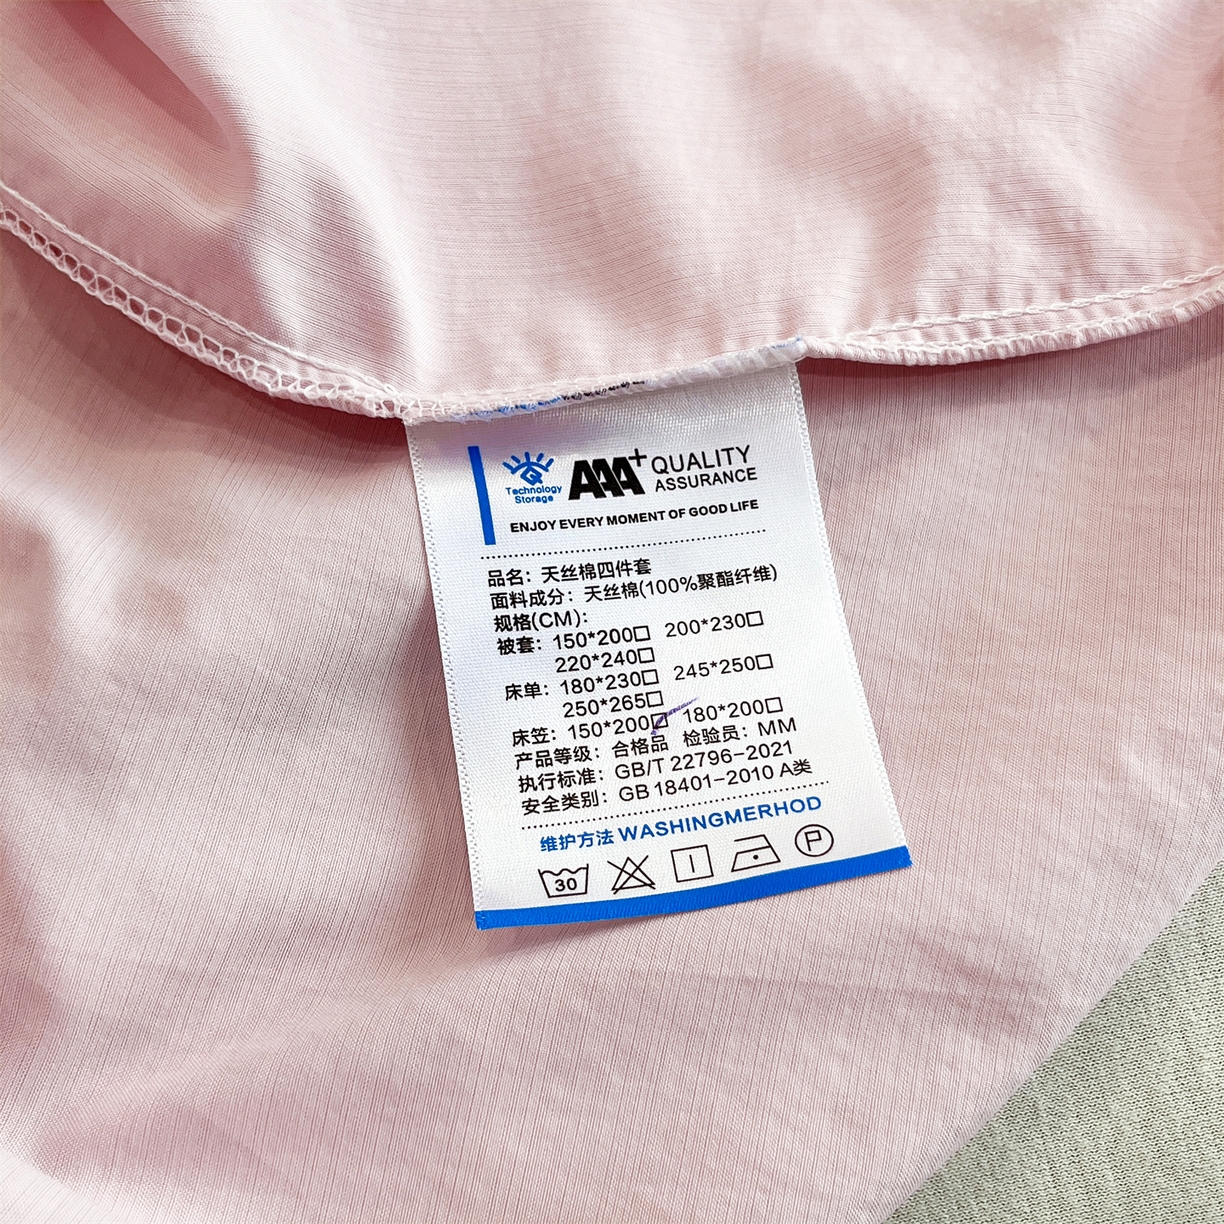 Technology
Storage
AAA+ QUALITY
ASSURANCE
ENJOY EVERY MOMENT OF GOOD LIFE
品名：天丝棉四件套
面料成分：天丝棉(100%聚酯纤维)
规格(CM)：
被套：150*200□ 200*230□
220*240□
床单：180*230□ 245*250□
250*265□
床笠：150*200☑ 180*200□
产品等级：合格品 检验员：MM
执行标准：GB/T 22796-2021
安全类别：GB 18401-2010 A类
维护方法 WASHINGMERHOD
30 P